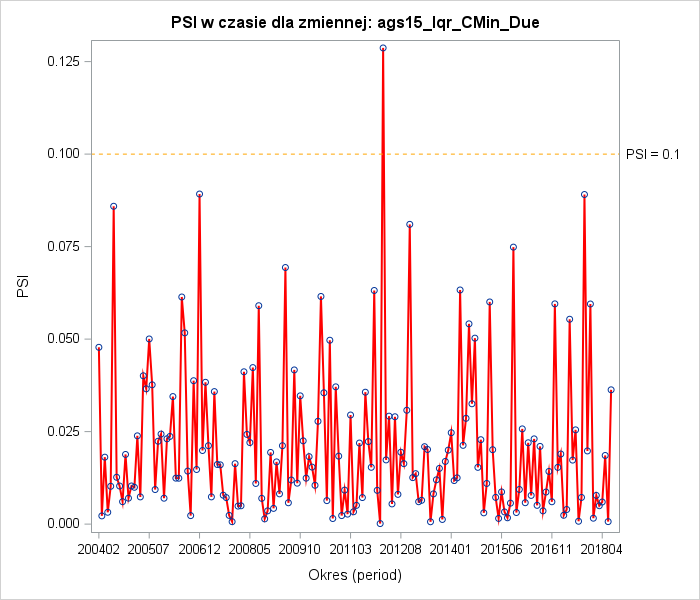 PSI w czasie dla zmiennej: ags15_Iqr_CMin_Due
0.125
0.100
PSI = 0.1
0.075
PSI
0.050
0.025
0.000
200402 200507 200612 200805 200910 201103 201208 201401 201506 201611 201804
Okres (period)